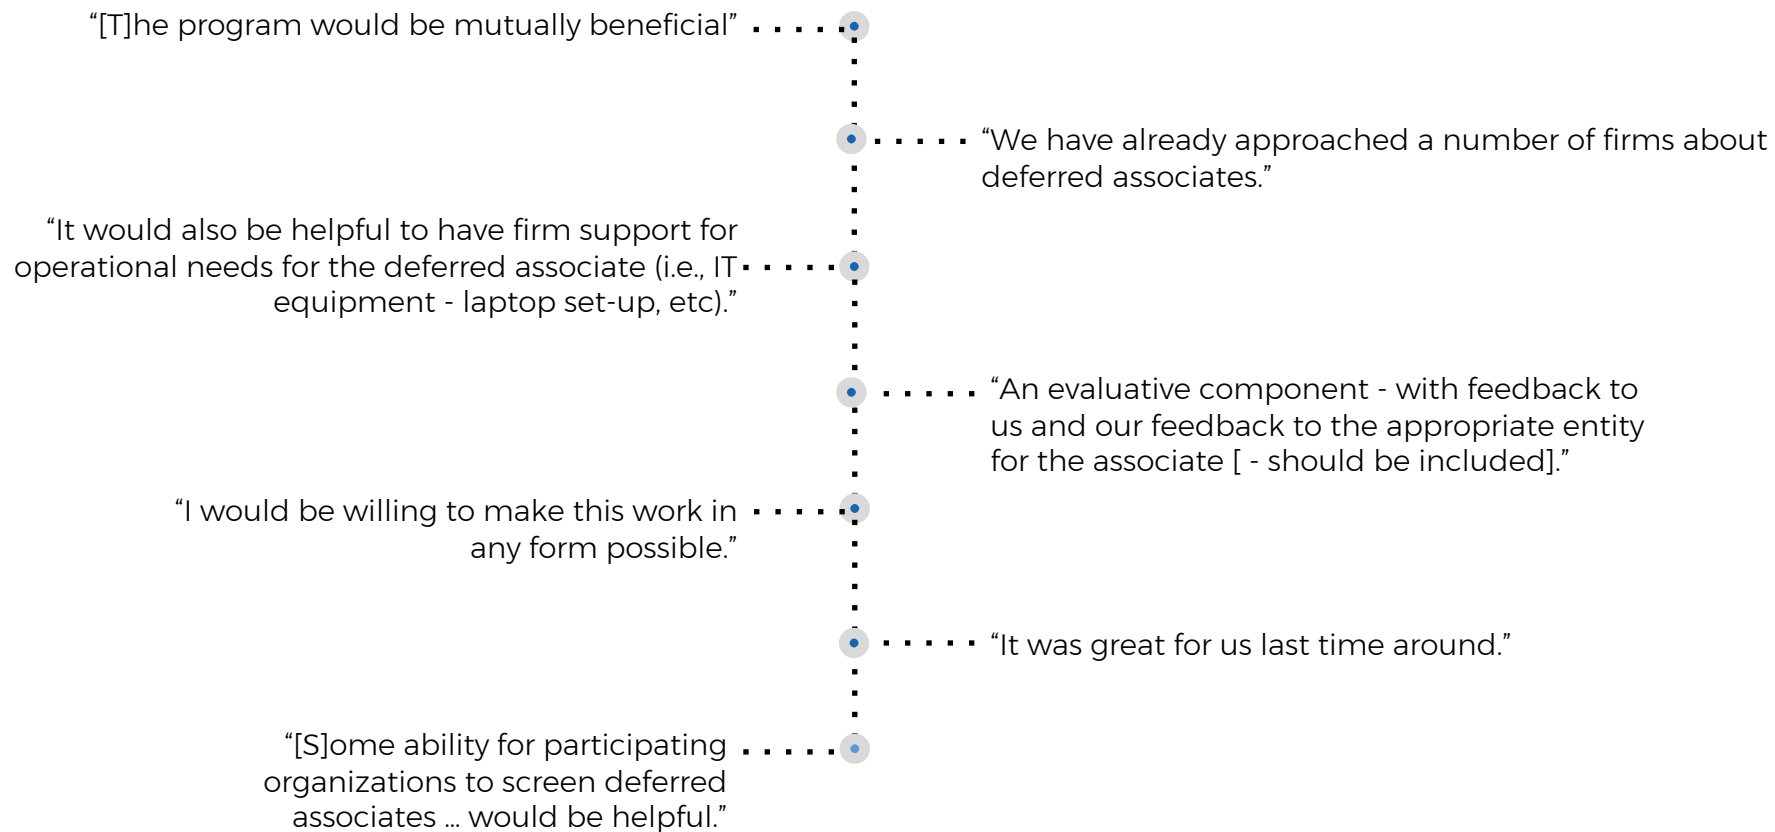 “[T]he program would be mutually beneficial”
“We have already approached a number of firms about
deferred associates.”
“It would also be helpful to have firm support for
operational needs for the deferred associate (i.e., IT
equipment - laptop set-up, etc).”
“An evaluative component - with feedback to
us and our feedback to the appropriate entity
for the associate [ - should be included].”
“I would be willing to make this work in
any form possible.”
“It was great for us last time around.”
“[S]ome ability for participating
organizations to screen deferred
associates ... would be helpful.”